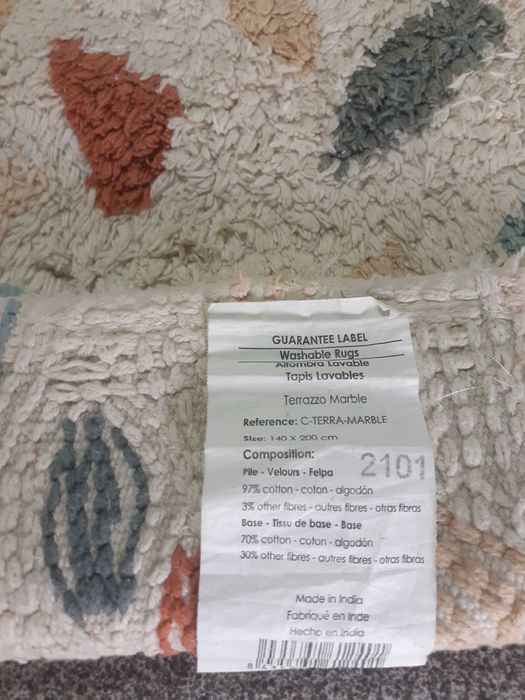 GUARANTEE LABEL
Washable Rugs
Alfombra Lavable
Tapis Lavables
Terrazzo Marble
Reference: C-TERRA-MARBLE
Size: 140 X 200 cm
Composition:
Pile - Velours - Felpa
2101
97% cotton - coton - algodón
3% other fibres - autres fibres - otras fibras
Base - Tissu de base - Base
70% cotton - coton - algodón
30% other fibres - autres fibres - otras fibras
Made in India
Fabriqué en Inde
Hecho en India